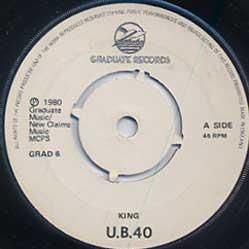 GRADUATE RECORDS
℗ 1980
Graduate
Music/
New Claims
Music
MCPS
GRAD 6
A SIDE
45 RPM
KING
U.B.40